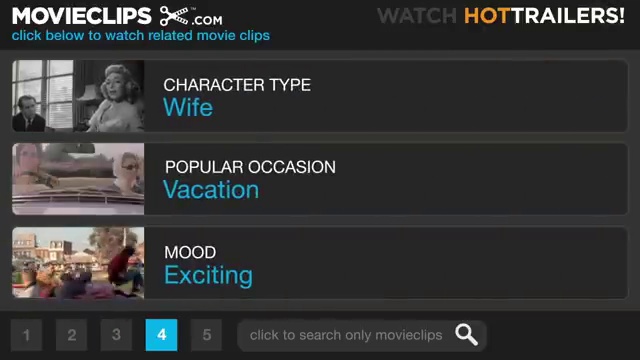 MOVIECLIPS.COM™
WATCH HOTTRAILERS!
click below to watch related movie clips
CHARACTER TYPE
Wife
POPULAR OCCASION
Vacation
MOOD
Exciting
1 2 3 4 5 click to search only movieclips